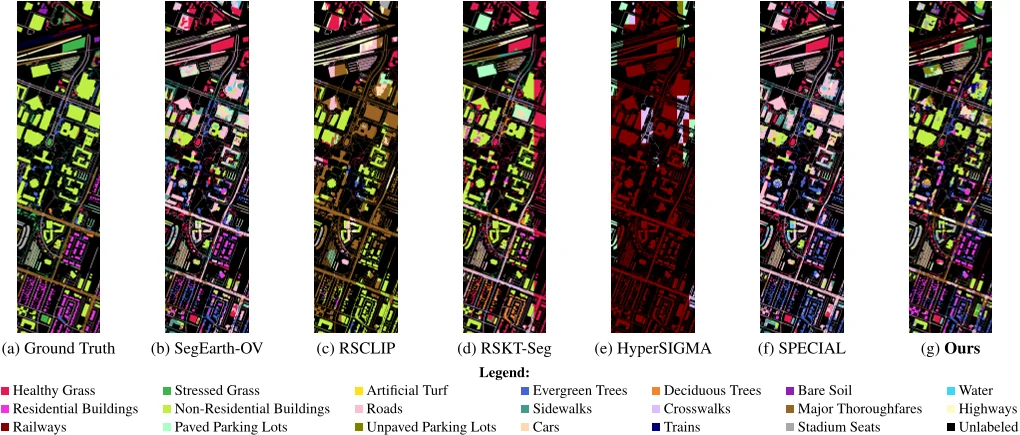 (a) Ground Truth (b) SegEarth-OV (c) RSCLIP (d) RSKT-Seg (e) HyperSIGMA (f) SPECIAL (g) Ours
Legend:
Healthy Grass Stressed Grass Artificial Turf Evergreen Trees Deciduous Trees Bare Soil Water
Residential Buildings Non-Residential Buildings Roads Sidewalks Crosswalks Major Thoroughfares Highways
Railways Paved Parking Lots Unpaved Parking Lots Cars Trains Stadium Seats Unlabeled